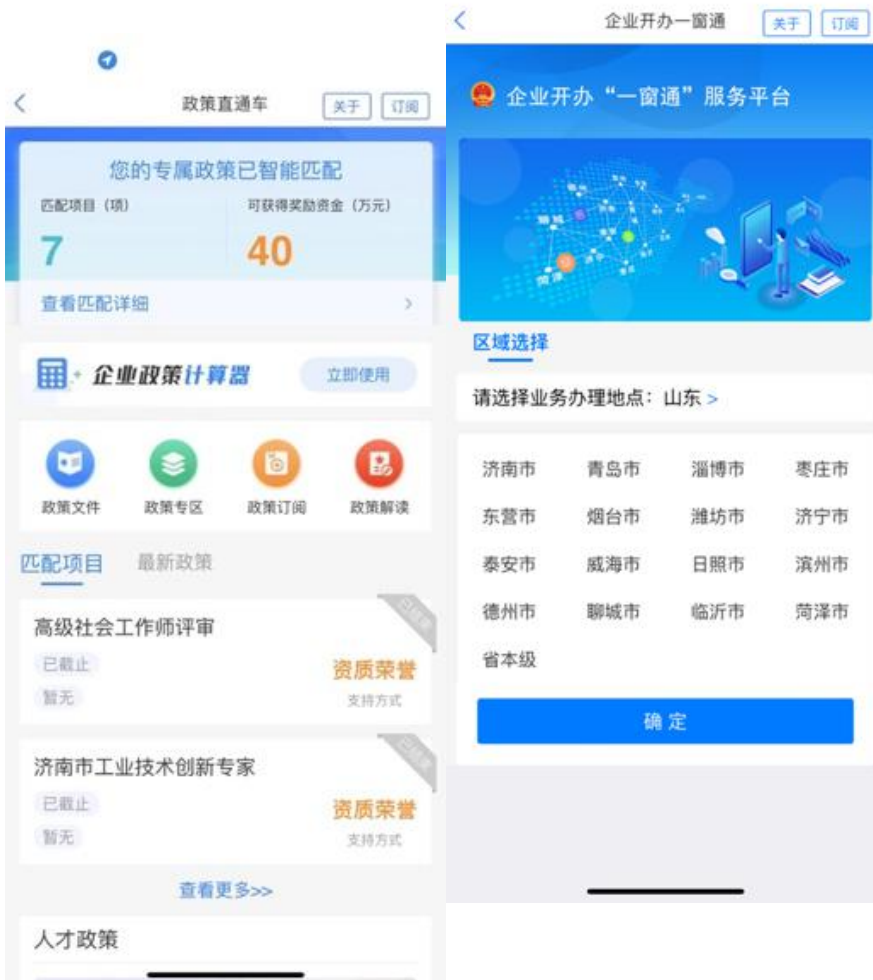 政策直通车
关于
订阅
您的专属政策已智能匹配
匹配项目（项）
可获得奖励资金（万元）
7
40
查看匹配详细
企业政策计算器
立即使用
政策文件
政策专区
政策订阅
政策解读
匹配项目
最新政策
高级社会工作师评审
已截止
暂无
资质荣誉
支持方式
已结束
济南市工业技术创新专家
已截止
暂无
资质荣誉
支持方式
已结束
查看更多>>
人才政策
企业开办一窗通
关于
订阅
企业开办“一窗通”服务平台
区域选择
请选择业务办理地点：山东 >
济南市 青岛市 淄博市 枣庄市
东营市 烟台市 潍坊市 济宁市
泰安市 威海市 日照市 滨州市
德州市 聊城市 临沂市 菏泽市
省本级
确定